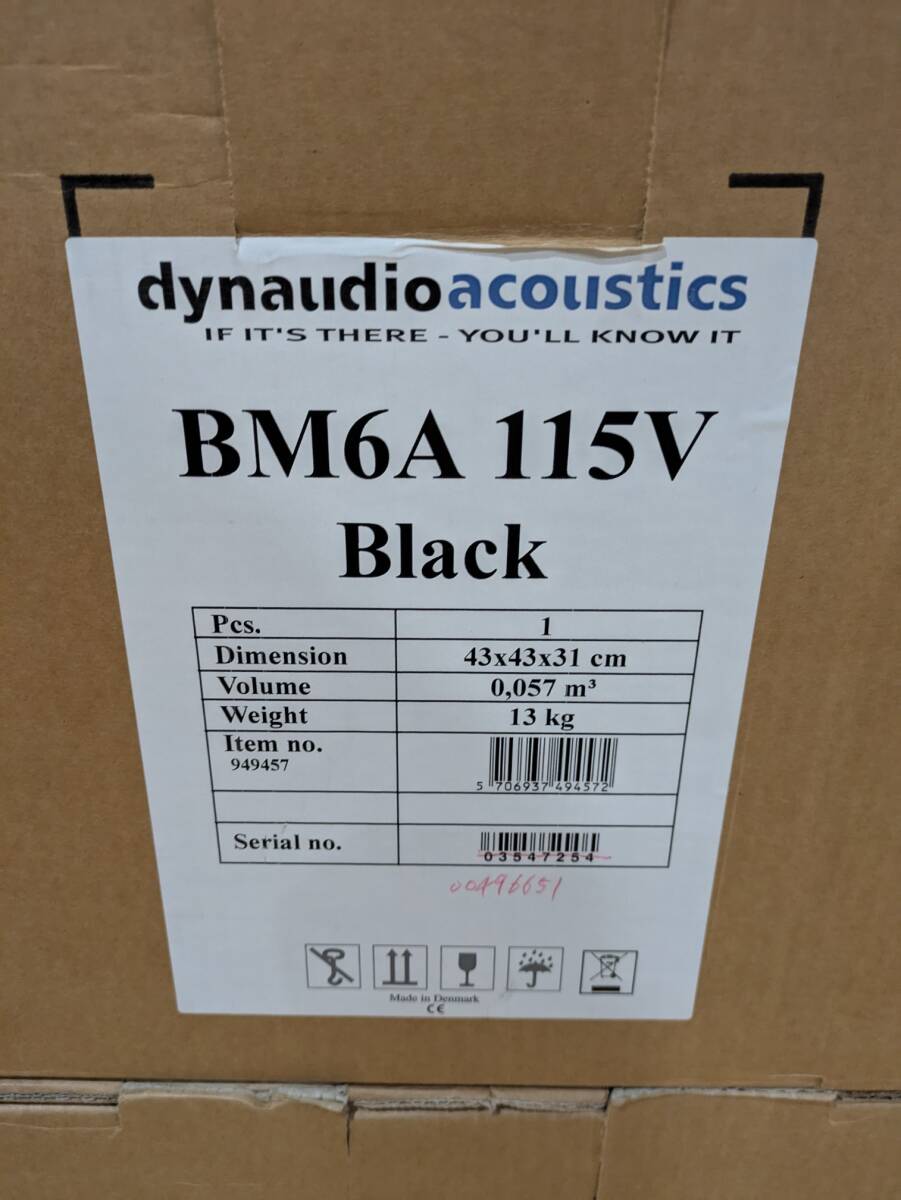 dynaudioacoustics
IF IT'S THERE - YOU'LL KNOW IT
BM6A 115V
Black
Pcs. 1
Dimension 43x43x31 cm
Volume 0,057 m³
Weight 13 kg
Item no.
949457
5 706937 494572
Serial no.
03547254
00496651
Made in Denmark
CE